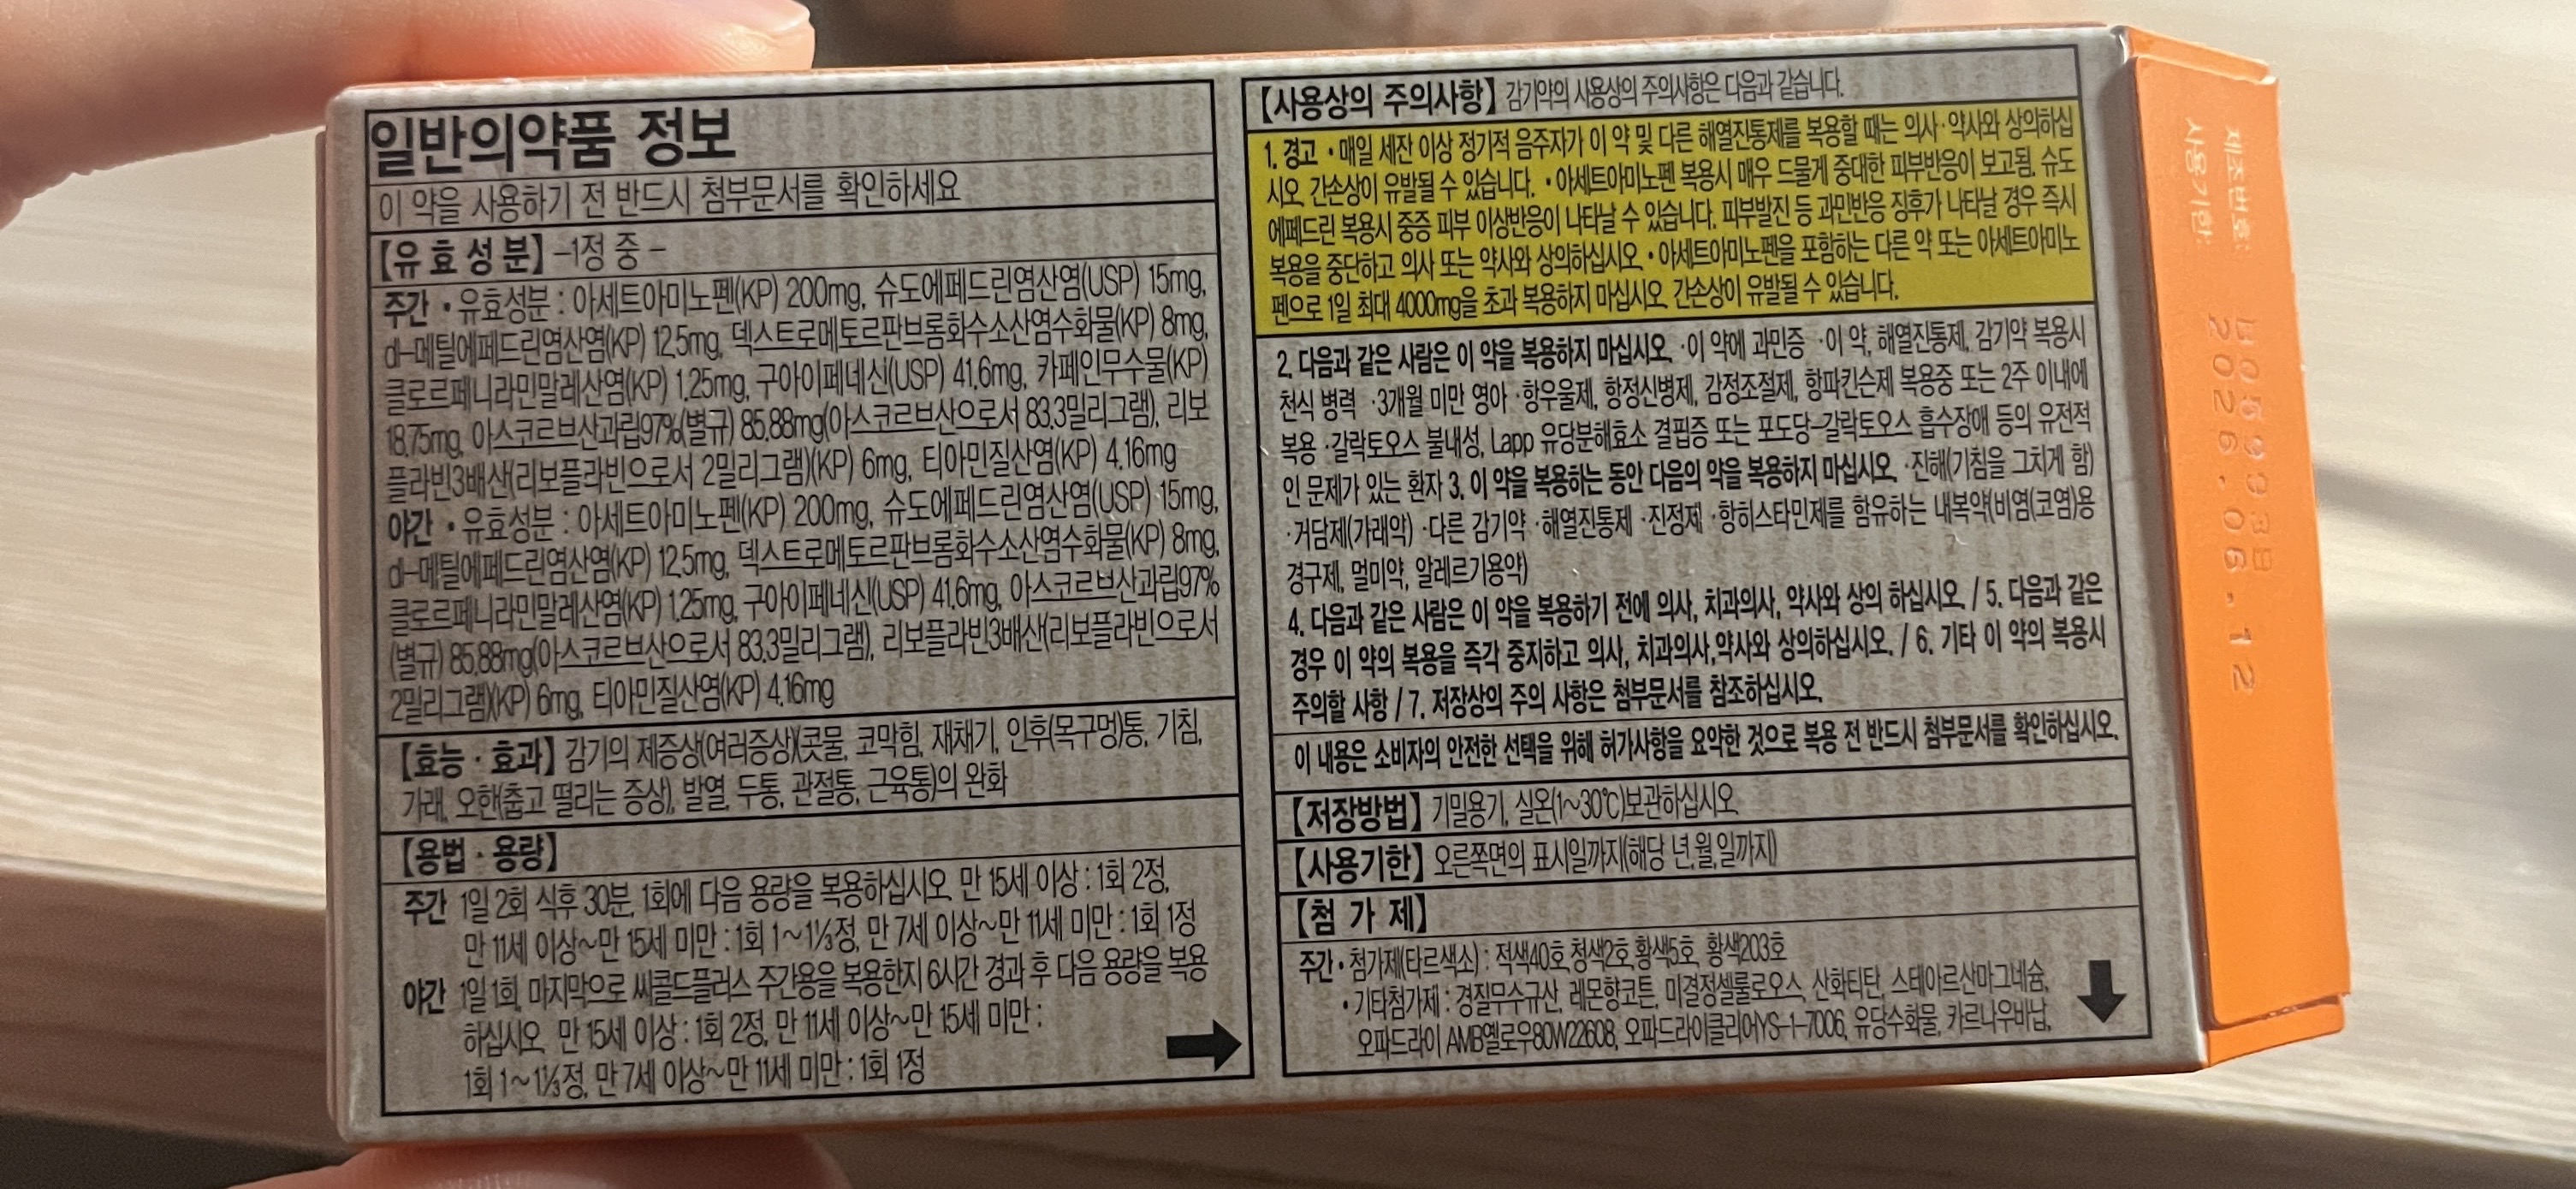 일반의약품 정보
이 약을 사용하기 전 반드시 첨부문서를 확인하세요
【유 효 성 분】 –1정 중 –
주간 • 유효성분 : 아세트아미노펜(KP) 200mg, 슈도에페드린염산염(USP) 15mg,
dl-메틸에페드린염산염(KP) 12.5mg, 덱스트로메토르판브롬화수소산염수화물(KP) 8mg,
클로르페니라민말레산염(KP) 1.25mg, 구아이페네신(USP) 41.6mg, 카페인무수물(KP)
18.75mg, 아스코르브산과립97%(별규) 85.88mg(아스코르브산으로서 83.3밀리그램), 리보
플라빈3배산(리보플라빈으로서 2밀리그램)(KP) 6mg, 티아민질산염(KP) 4.16mg
야간 • 유효성분 : 아세트아미노펜(KP) 200mg, 슈도에페드린염산염(USP) 15mg,
dl-메틸에페드린염산염(KP) 12.5mg, 덱스트로메토르판브롬화수소산염수화물(KP) 8mg,
클로르페니라민말레산염(KP) 1.25mg, 구아이페네신(USP) 41.6mg, 아스코르브산과립97%
(별규) 85.88mg(아스코르브산으로서 83.3밀리그램), 리보플라빈3배산(리보플라빈으로서
2밀리그램)(KP) 6mg, 티아민질산염(KP) 4.16mg
【효능 · 효과】 감기의 제증상(여러증상)(콧물, 코막힘, 재채기, 인후(목구멍)통, 기침,
가래, 오한(춥고 떨리는 증상), 발열, 두통, 관절통, 근육통)의 완화
【용법 · 용량】
주간 1일 2회 식후 30분, 1회에 다음 용량을 복용하십시오. 만 15세 이상 : 1회 2정,
만 11세 이상~만 15세 미만 : 1회 1~1⅓정, 만 7세 이상~만 11세 미만 : 1회 1정
야간 1일 1회, 마지막으로 씨콜드플러스 주간용을 복용한지 6시간 경과 후 다음 용량을 복용
하십시오. 만 15세 이상 : 1회 2정, 만 11세 이상~만 15세 미만 :
1회 1~1⅓정, 만 7세 이상~만 11세 미만 : 1회 1정
【사용상의 주의사항】 감기약의 사용상의 주의사항은 다음과 같습니다.
1. 경고 • 매일 세잔 이상 정기적 음주자가 이 약 및 다른 해열진통제를 복용할 때는 의사·약사와 상의하십
시오. 간손상이 유발될 수 있습니다. • 아세트아미노펜 복용시 매우 드물게 중대한 피부반응이 보고됨. 슈도
에페드린 복용시 중증 피부 이상반응이 나타날 수 있습니다. 피부발진 등 과민반응 징후가 나타날 경우 즉시
복용을 중단하고 의사 또는 약사와 상의하십시오. • 아세트아미노펜을 포함하는 다른 약 또는 아세트아미노
펜으로 1일 최대 4000mg을 초과 복용하지 마십시오. 간손상이 유발될 수 있습니다.
2. 다음과 같은 사람은 이 약을 복용하지 마십시오. ·이 약에 과민증 ·이 약, 해열진통제, 감기약 복용시
천식 병력 ·3개월 미만 영아 ·항우울제, 항정신병제, 감정조절제, 항파킨슨제 복용중 또는 2주 이내에
복용 ·갈락토오스 불내성, Lapp 유당분해효소 결핍증 또는 포도당-갈락토오스 흡수장애 등의 유전적
인 문제가 있는 환자 3. 이 약을 복용하는 동안 다음의 약을 복용하지 마십시오. ·진해(기침을 그치게 함)
·거담제(가래약) ·다른 감기약 ·해열진통제 ·진정제 ·항히스타민제를 함유하는 내복약(비염(코염)용
경구제, 멀미약, 알레르기용약)
4. 다음과 같은 사람은 이 약을 복용하기 전에 의사, 치과의사, 약사와 상의 하십시오. / 5. 다음과 같은
경우 이 약의 복용을 즉각 중지하고 의사, 치과의사,약사와 상의하십시오. / 6. 기타 이 약의 복용시
주의할 사항 / 7. 저장상의 주의 사항은 첨부문서를 참조하십시오.
이 내용은 소비자의 안전한 선택을 위해 허가사항을 요약한 것으로 복용 전 반드시 첨부문서를 확인하십시오.
【저장방법】 기밀용기, 실온(1~30℃)보관하십시오.
【사용기한】 오른쪽면의 표시일까지(해당 년,월,일까지)
【첨 가 제】
주간 • 첨가제(타르색소) : 적색40호, 청색2호, 황색5호, 황색203호
• 기타첨가제 : 경질무수규산, 레몬향코튼, 미결정셀룰로오스, 산화티탄, 스테아르산마그네슘,
오파드라이 AMB옐로우80W22608, 오파드라이클리어YS-1-7006, 유당수화물, 카르나우바납,
제조번호:
사용기한: 2026.06.12